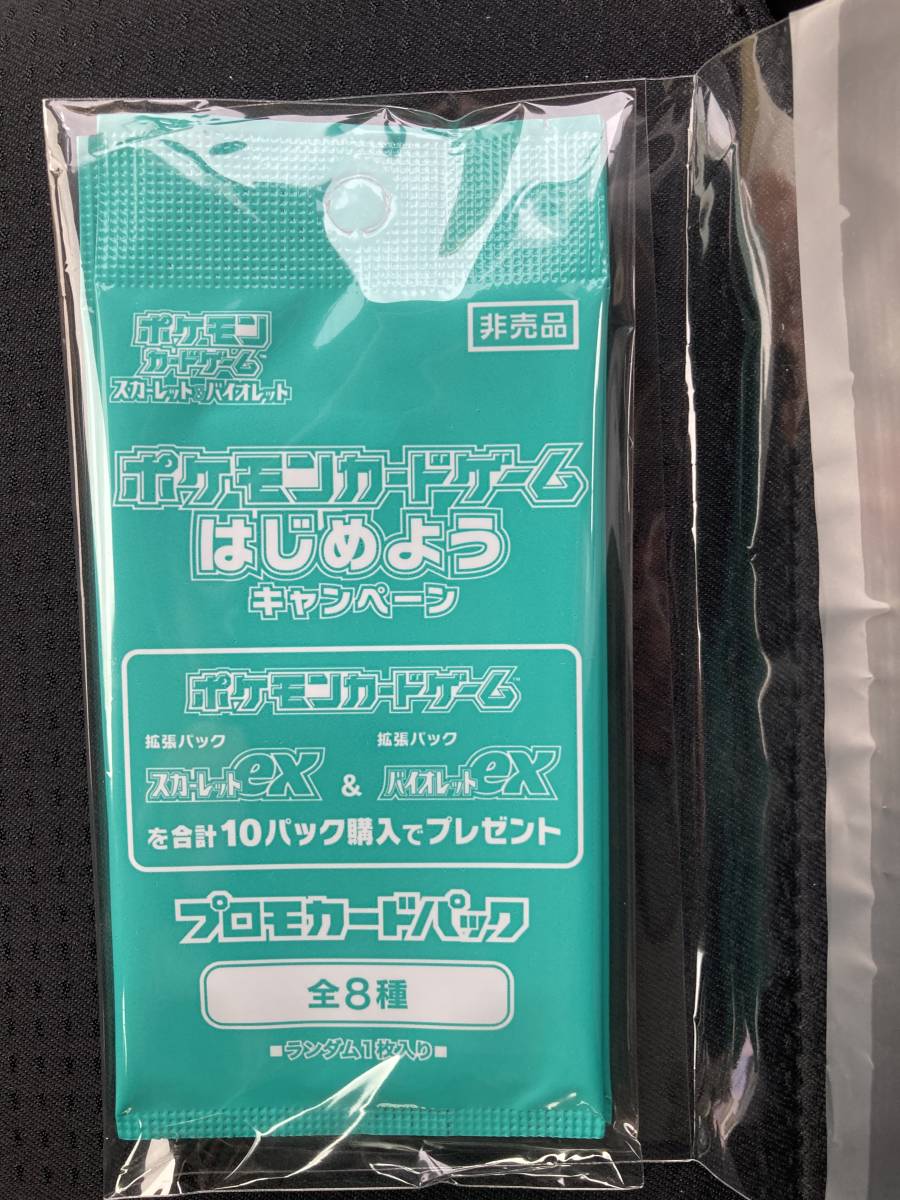 ポケモン
カードゲーム™
スカーレット&バイオレット
非売品
ポケモンカードゲーム
はじめよう
キャンペーン
ポケモンカードゲーム™
拡張パック
スカーレットex
&
拡張パック
バイオレットex
を合計10パック購入でプレゼント
プロモカードパック
全8種
■ランダム1枚入り■